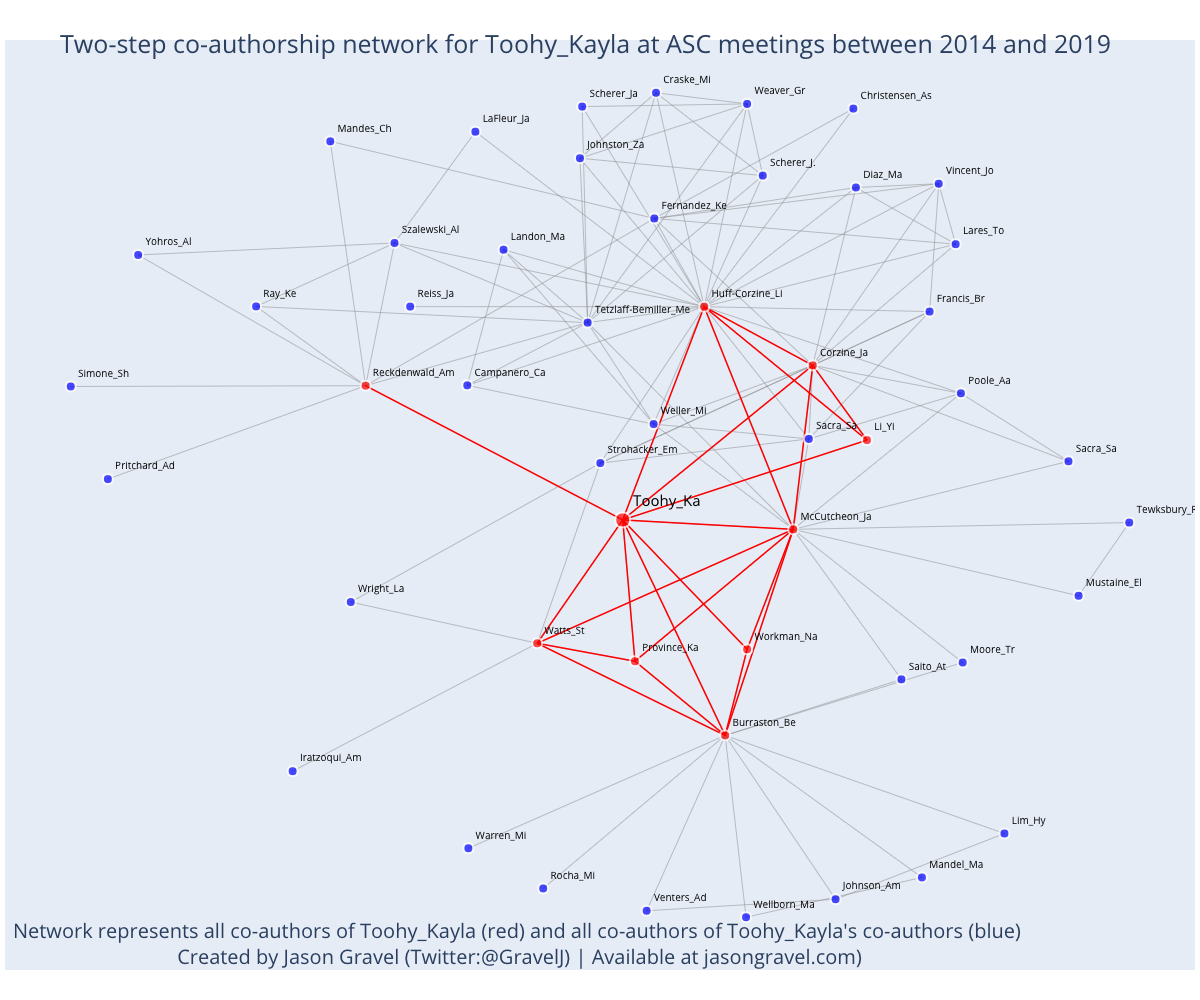 Two-step co-authorship network for Toohy_Kayla at ASC meetings between 2014 and 2019
Craske_Mi
Scherer_Ja
Weaver_Gr
Christensen_As
LaFleur_Ja
Mandes_Ch
Johnston_Za
Scherer_J.
Diaz_Ma
Vincent_Jo
Fernandez_Ke
Szalewski_Al
Landon_Ma
Lares_To
Yohros_Al
Ray_Ke
Reiss_Ja
Huff-Corzine_Li
Tetzlaff-Bemiller_Me
Francis_Br
Corzine_Ja
Simone_Sh
Reckdenwald_Am
Campanero_Ca
Poole_Aa
Weller_Mi
Sacra_Sa
Li_Yi
Strohacker_Em
Sacra_Sa
Pritchard_Ad
Toohy_Ka
McCutcheon_Ja
Tewksbury_R
Mustaine_El
Wright_La
Watts_St
Province_Ka
Workman_Na
Moore_Tr
Saito_At
Burraston_Be
Iratzoqui_Am
Lim_Hy
Warren_Mi
Mandel_Ma
Rocha_Mi
Johnson_Am
Venters_Ad
Wellborn_Ma
Network represents all co-authors of Toohy_Kayla (red) and all co-authors of Toohy_Kayla's co-authors (blue)
Created by Jason Gravel (Twitter:@GravelJ) | Available at jasongravel.com)